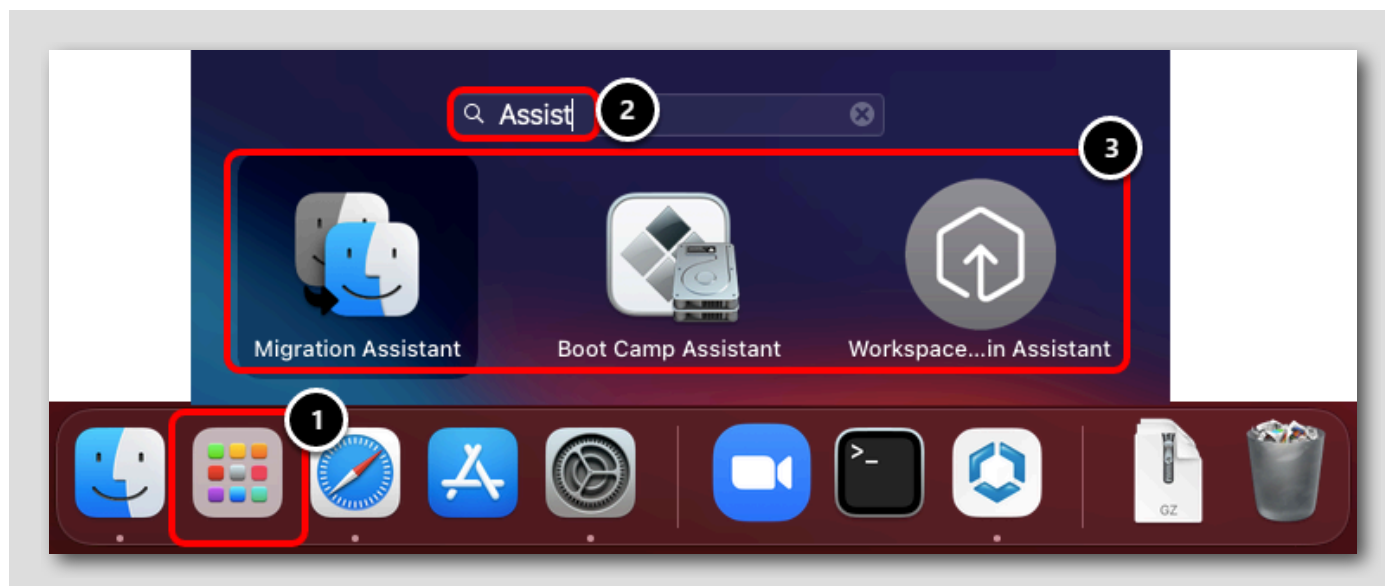 Assist
2
3
Migration Assistant
Boot Camp Assistant
Workspace...in Assistant
1
>_
GZ